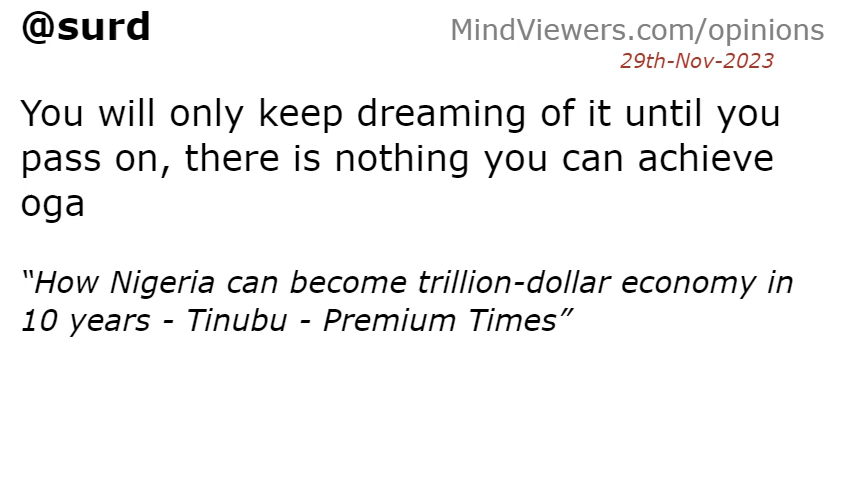 @surd
MindViewers.com/opinions
29th-Nov-2023
You will only keep dreaming of it until you
pass on, there is nothing you can achieve
oga
“How Nigeria can become trillion-dollar economy in
10 years - Tinubu - Premium Times”